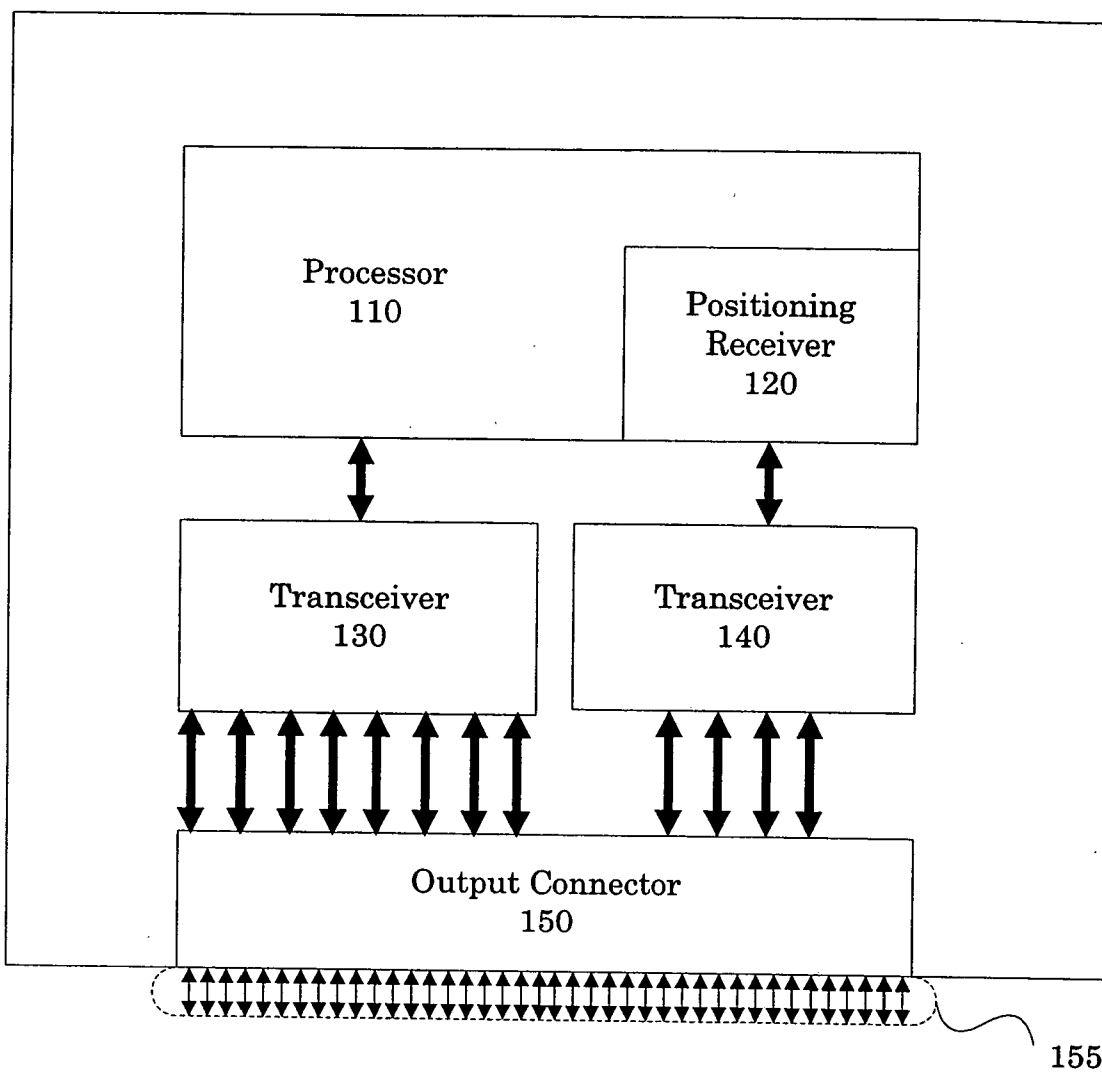 Processor
110
Positioning
Receiver
120
Transceiver
130
Transceiver
140
Output Connector
150
155